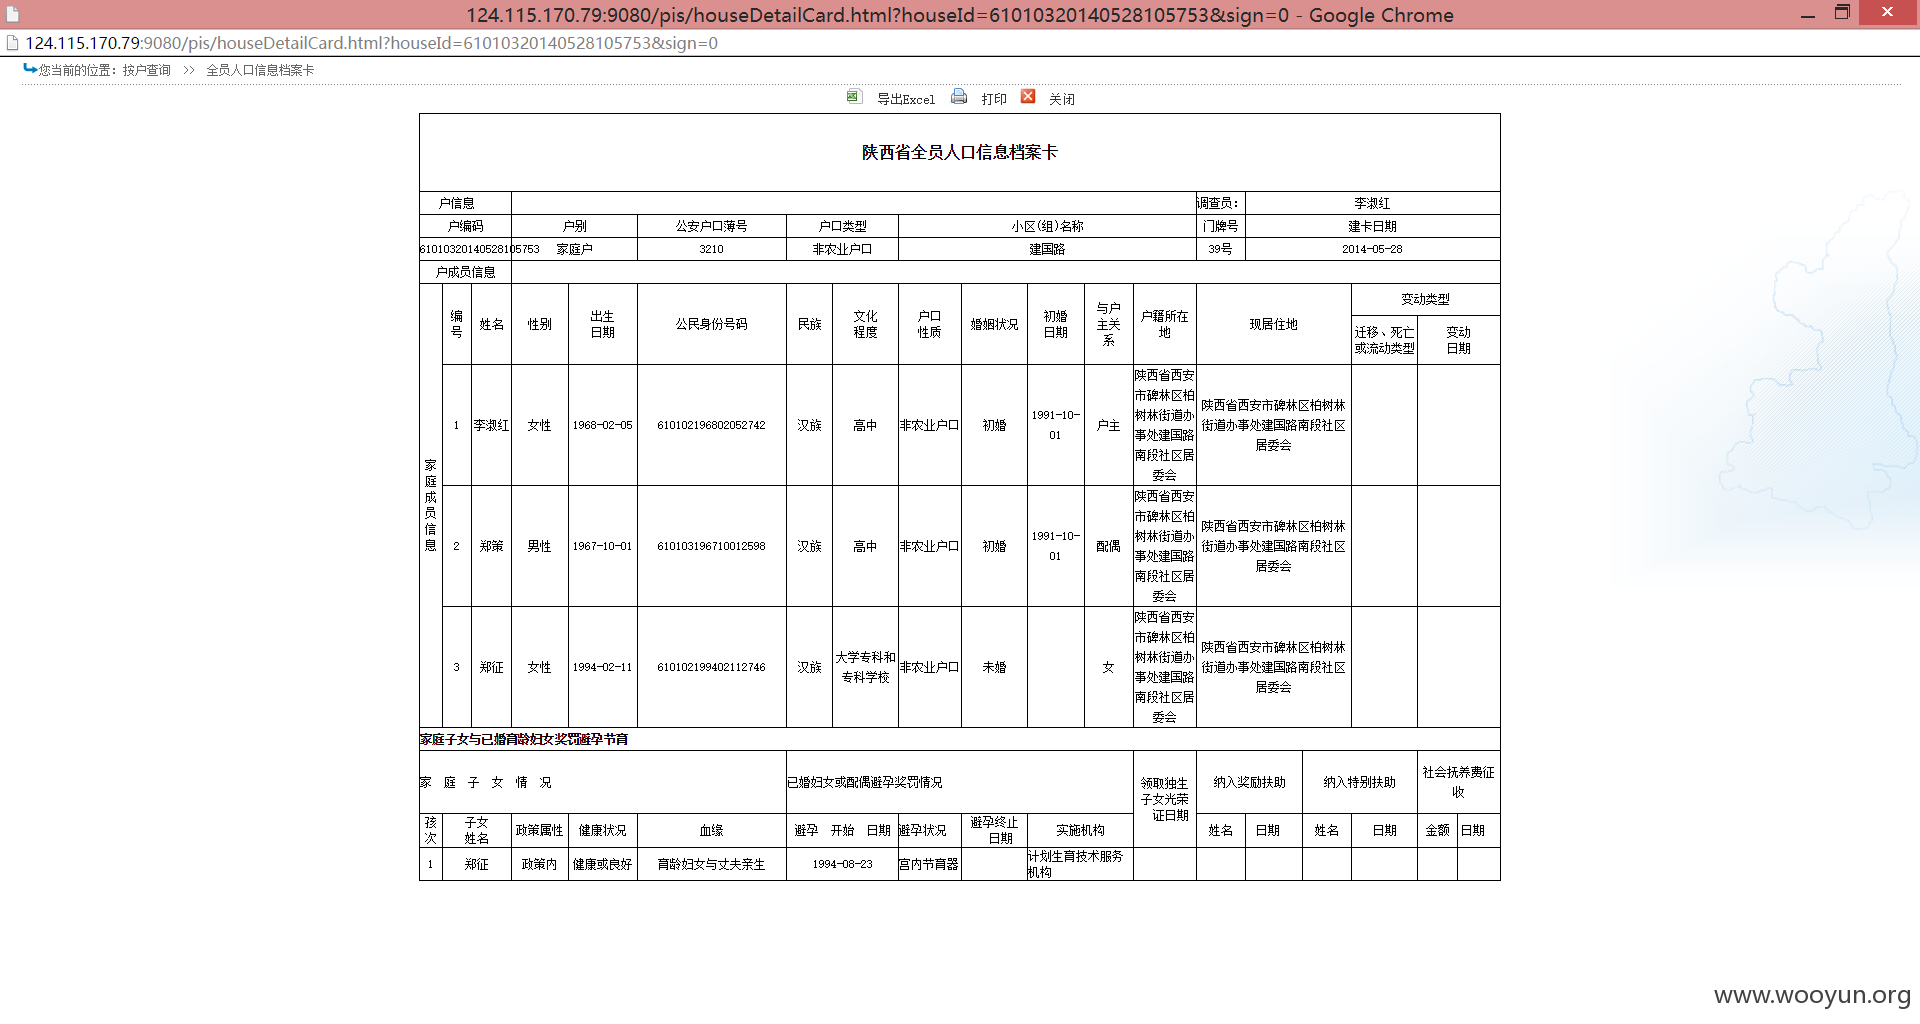 124.115.170.79:9080/pis/houseDetailCard.html?houseId=61010320140528105753&sign=0 - Google Chrome
124.115.170.79:9080/pis/houseDetailCard.html?houseId=61010320140528105753&sign=0
您当前的位置：按户查询 >> 全员人口信息档案卡
导出Excel 打印 关闭
陕西省全员人口信息档案卡
户信息 调查员： 李淑红
户编码 户别 公安户口薄号 户口类型 小区(组)名称 门牌号 建卡日期
61010320140528105753 家庭户 3210 非农业户口 建国路 39号 2014-05-28
户成员信息
家庭成员信息
编号 姓名 性别 出生日期 公民身份号码 民族 文化程度 户口性质 婚姻状况 初婚日期 与户主关系 户籍所在地 现居住地 变动类型
迁移、死亡或流动类型 变动日期
1 李淑红 女性 1968-02-05 610102196802052742 汉族 高中 非农业户口 初婚 1991-10-01 户主 陕西省西安市碑林区柏树林街道办事处建国路南段社区居委会 陕西省西安市碑林区柏树林街道办事处建国路南段社区居委会
2 郑策 男性 1967-10-01 610103196710012598 汉族 高中 非农业户口 初婚 1991-10-01 配偶 陕西省西安市碑林区柏树林街道办事处建国路南段社区居委会 陕西省西安市碑林区柏树林街道办事处建国路南段社区居委会
3 郑征 女性 1994-02-11 610102199402112746 汉族 大学专科和专科学校 非农业户口 未婚 女 陕西省西安市碑林区柏树林街道办事处建国路南段社区居委会 陕西省西安市碑林区柏树林街道办事处建国路南段社区居委会
家庭子女与已婚育龄妇女奖罚避孕节育
家 庭 子 女 情 况 已婚妇女或配偶避孕奖罚情况 领取独生子女光荣证日期 纳入奖励扶助 纳入特别扶助 社会抚养费征收
孩次 子女姓名 政策属性 健康状况 血缘 避孕 开始 日期 避孕状况 避孕终止日期 实施机构 姓名 日期 姓名 日期 金额 日期
1 郑征 政策内 健康或良好 育龄妇女与丈夫亲生 1994-08-23 宫内节育器 计划生育技术服务机构
www.wooyun.org